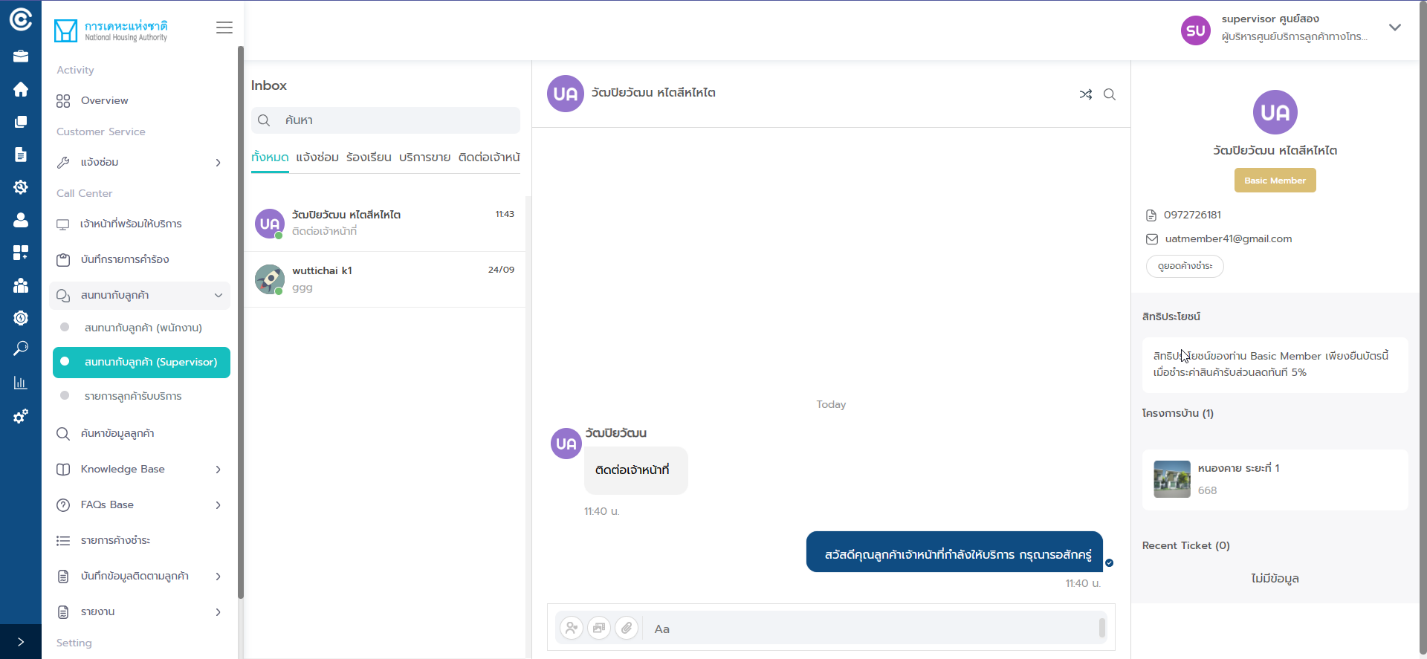 การเคหะแห่งชาติ
National Housing Authority
supervisor ศูนย์สอง
ผู้บริหารศูนย์บริการลูกค้าทางโทร...
SU
Activity
Overview
Customer Service
แจ้งซ่อม
Call Center
เจ้าหน้าที่พร้อมให้บริการ
บันทึกรายการคำร้อง
สนทนากับลูกค้า
สนทนากับลูกค้า (พนักงาน)
สนทนากับลูกค้า (Supervisor)
รายการลูกค้ารับบริการ
ค้นหาข้อมูลลูกค้า
Knowledge Base
FAQs Base
รายการค้างชำระ
บันทึกข้อมูลติดตามลูกค้า
รายงาน
Setting
Inbox
ค้นหา
ทั้งหมด แจ้งซ่อม ร้องเรียน บริการขาย ติดต่อเจ้าหน้
UA
วัฒปิยวัฒน หไตสีหไหไต 11:43
ติดต่อเจ้าหน้าที่
wuttichai k1 24/09
ggg
UA
วัฒปิยวัฒน หไตสีหไหไต
Today
UA
วัฒปิยวัฒน
ติดต่อเจ้าหน้าที่
11:40 น.
สวัสดีคุณลูกค้าเจ้าหน้าที่กำลังให้บริการ กรุณารอสักครู่
11:40 น.
Aa
UA
วัฒปิยวัฒน หไตสีหไหไต
Basic Member
0972726181
uatmember41@gmail.com
ดูยอดค้างชำระ
สิทธิประโยชน์
สิทธิประโยชน์ของท่าน Basic Member เพียงยื่นบัตรนี้
เมื่อชำระค่าสินค้ารับส่วนลดทันที 5%
โครงการบ้าน (1)
หนองคาย ระยะที่ 1
668
Recent Ticket (0)
ไม่มีข้อมูล